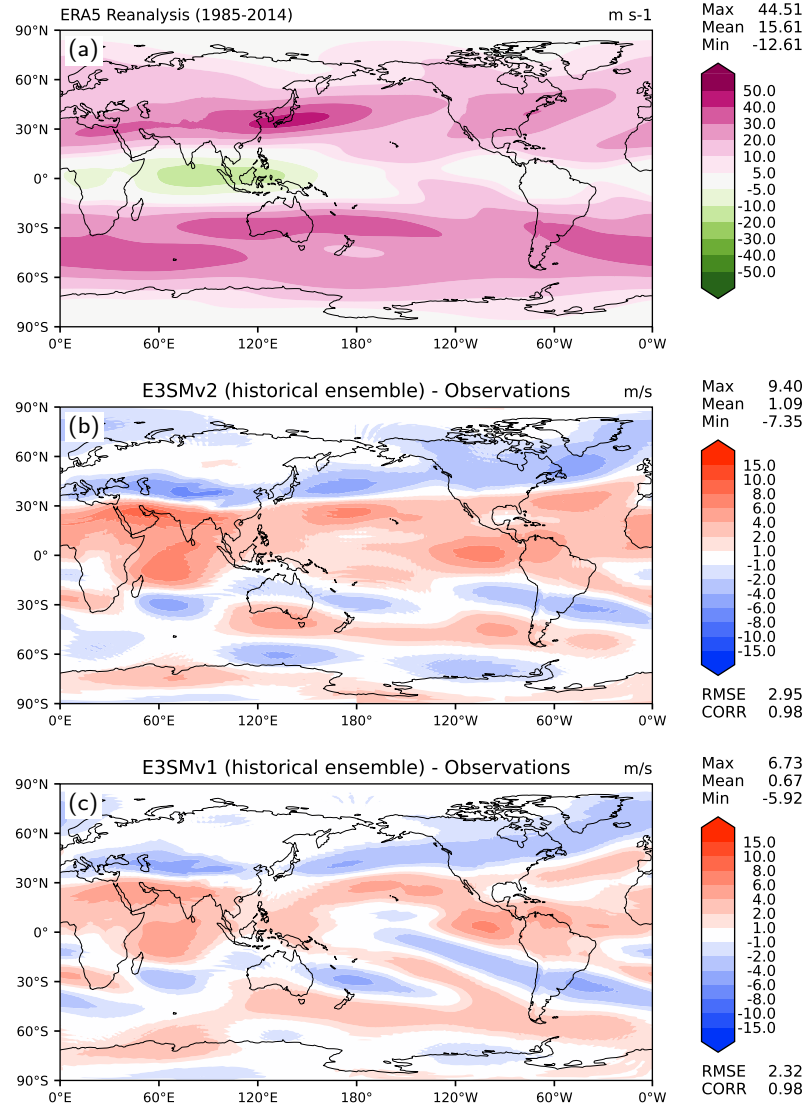 ERA5 Reanalysis (1985-2014) m s-1
Max 44.51
Mean 15.61
Min -12.61
(a)
90°N
60°N
30°N
0°
30°S
60°S
90°S
0°E 60°E 120°E 180° 120°W 60°W 0°W
50.0
40.0
30.0
20.0
10.0
5.0
-5.0
-10.0
-20.0
-30.0
-40.0
-50.0
E3SMv2 (historical ensemble) - Observations m/s
Max 9.40
Mean 1.09
Min -7.35
(b)
90°N
60°N
30°N
0°
30°S
60°S
90°S
0°E 60°E 120°E 180° 120°W 60°W 0°W
15.0
10.0
8.0
6.0
4.0
2.0
1.0
-1.0
-2.0
-4.0
-6.0
-8.0
-10.0
-15.0
RMSE 2.95
CORR 0.98
E3SMv1 (historical ensemble) - Observations m/s
Max 6.73
Mean 0.67
Min -5.92
(c)
90°N
60°N
30°N
0°
30°S
60°S
90°S
0°E 60°E 120°E 180° 120°W 60°W 0°W
15.0
10.0
8.0
6.0
4.0
2.0
1.0
-1.0
-2.0
-4.0
-6.0
-8.0
-10.0
-15.0
RMSE 2.32
CORR 0.98